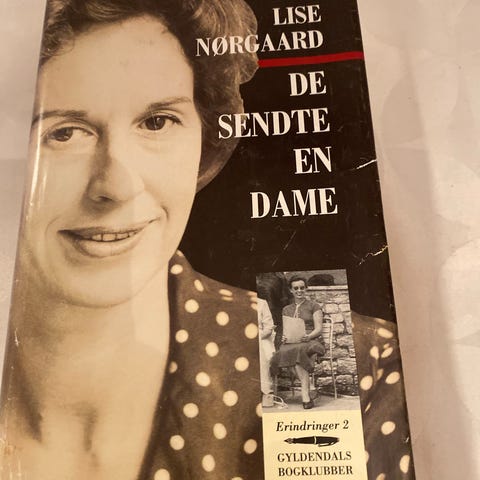 LISE
NØRGAARD
DE
SENDTE
EN
DAME
Erindringer 2
GYLDENDALS
BOGKLUBBER